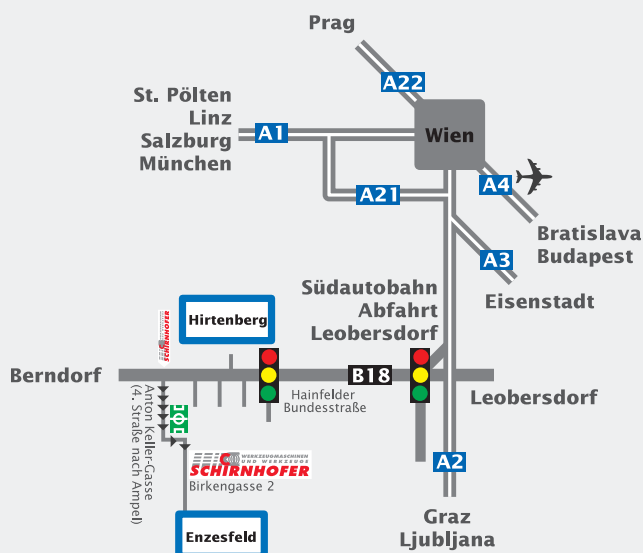 Prag
A22
St. Pölten
Linz
Salzburg
München
A1
Wien
A21
A4
Bratislava
Budapest
A3
Eisenstadt
Südautobahn
Abfahrt
Leobersdorf
Hirtenberg
SCHIRNHOFER
Berndorf
B18
Leobersdorf
Hainfelder
Bundesstraße
Anton Keller-Gasse
(4. Straße nach Ampel)
WERKZEUGMASCHINEN
UND WERKZEUGE
SCHIRNHOFER
Birkengasse 2
A2
Enzesfeld
Graz
Ljubljana